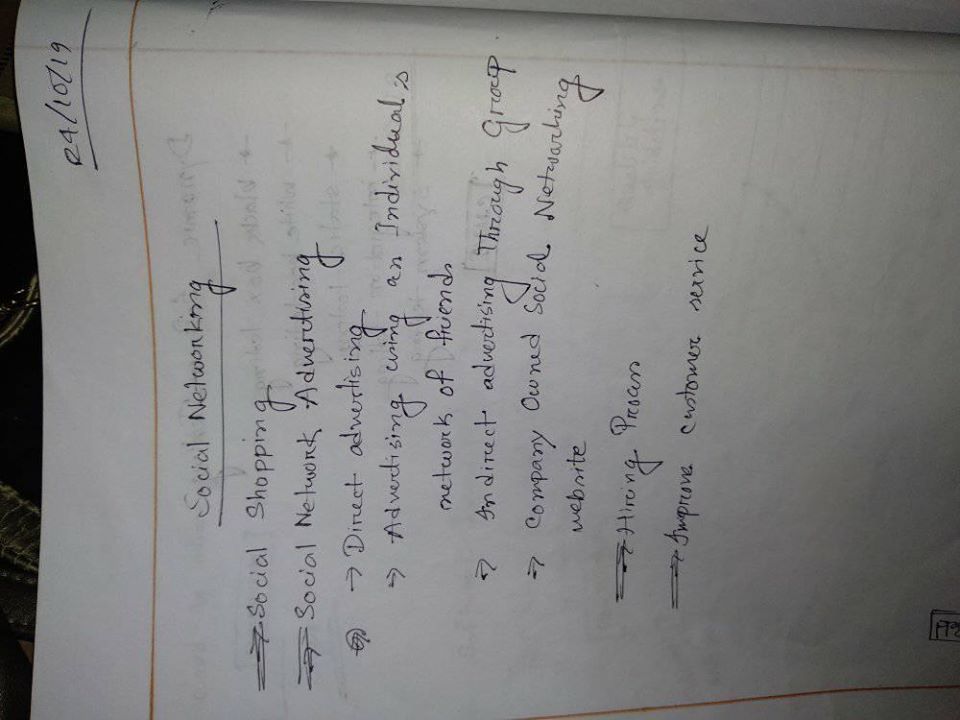 24/10/19
Social Networking
⇒ Social Shopping
⇒ Social Network Advertising
→ Direct advertising
→ Advertising using an Individual's
network of friends
→ Indirect advertising Through Group
→ Company Owned Social Networking
website
⇒ Hiring Process
⇒ Improve customer service